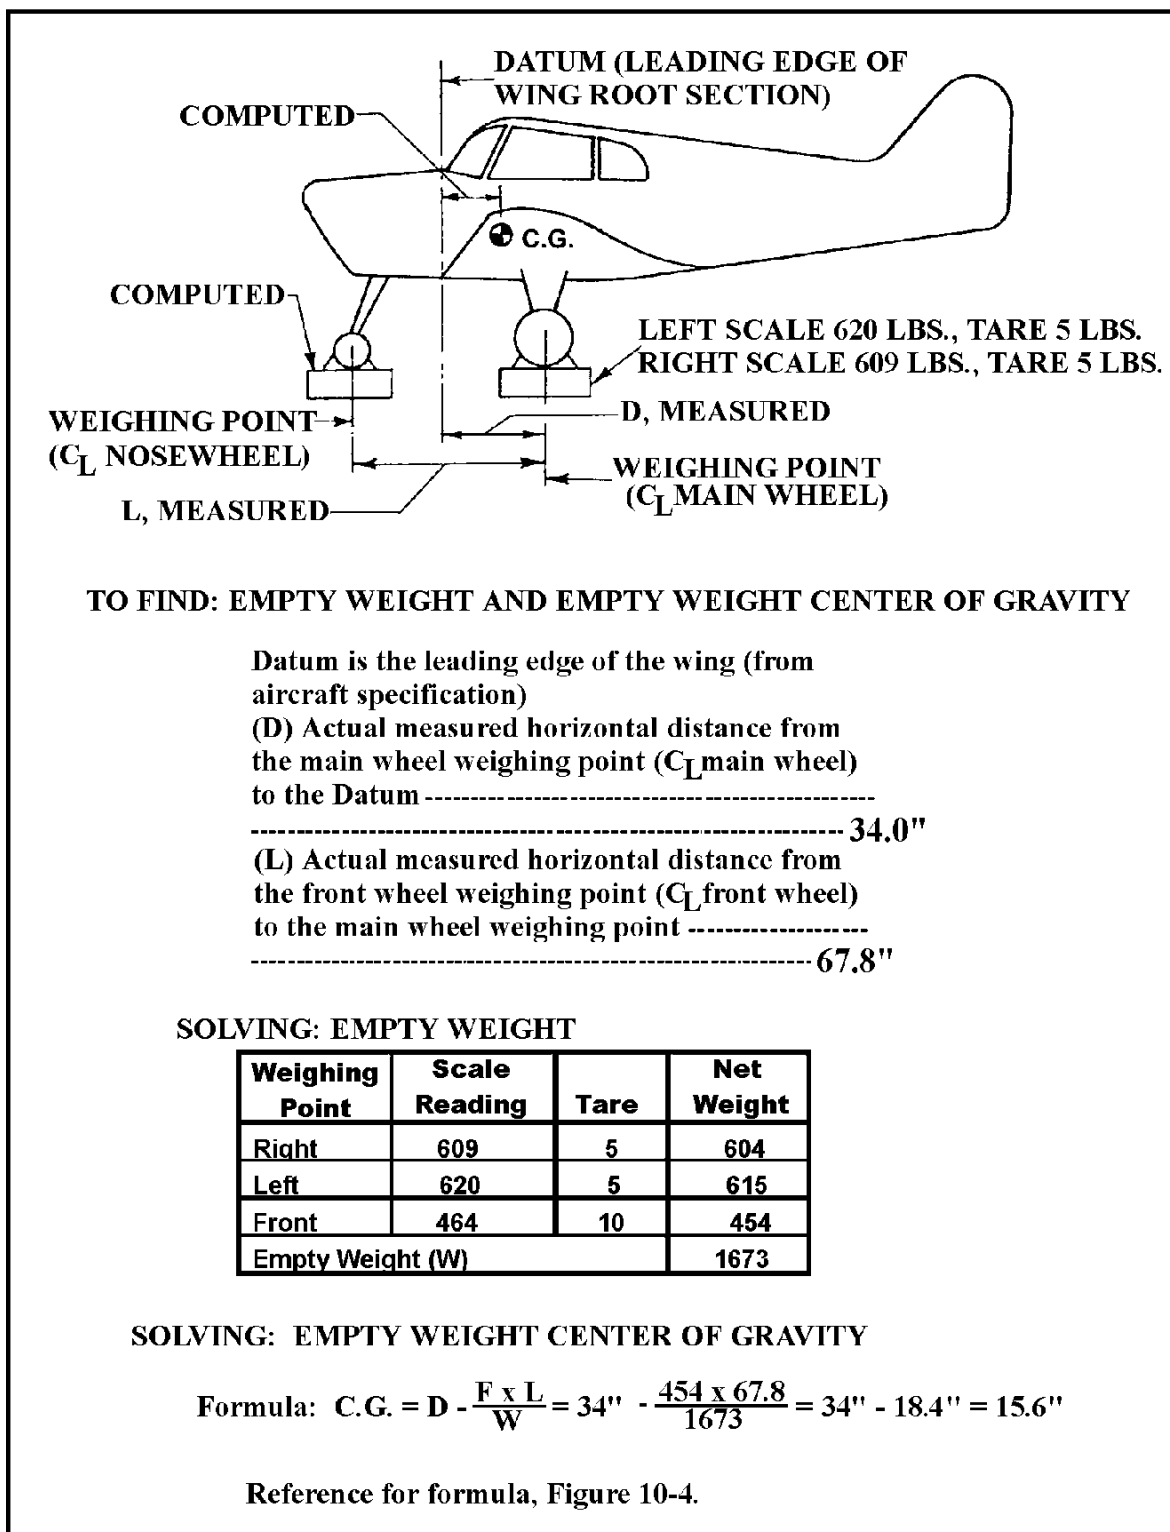 DATUM (LEADING EDGE OF
WING ROOT SECTION)
COMPUTED
C.G.
COMPUTED
LEFT SCALE 620 LBS., TARE 5 LBS.
RIGHT SCALE 609 LBS., TARE 5 LBS.
D, MEASURED
WEIGHING POINT
(CL NOSEWHEEL)
WEIGHING POINT
(CL MAIN WHEEL)
L, MEASURED
TO FIND: EMPTY WEIGHT AND EMPTY WEIGHT CENTER OF GRAVITY
Datum is the leading edge of the wing (from
aircraft specification)
(D) Actual measured horizontal distance from
the main wheel weighing point (CL main wheel)
to the Datum ------------------------------------------------
---------------------------------------------------------------- 34.0"
(L) Actual measured horizontal distance from
the front wheel weighing point (CL front wheel)
to the main wheel weighing point -------------------
------------------------------------------------------------ 67.8"
SOLVING: EMPTY WEIGHT
Weighing Point Scale Reading Tare Net Weight
Right 609 5 604
Left 620 5 615
Front 464 10 454
Empty Weight (W) 1673
SOLVING: EMPTY WEIGHT CENTER OF GRAVITY
Formula: C.G. = D - F x L / W = 34" - 454 x 67.8 / 1673 = 34" - 18.4" = 15.6"
Reference for formula, Figure 10-4.